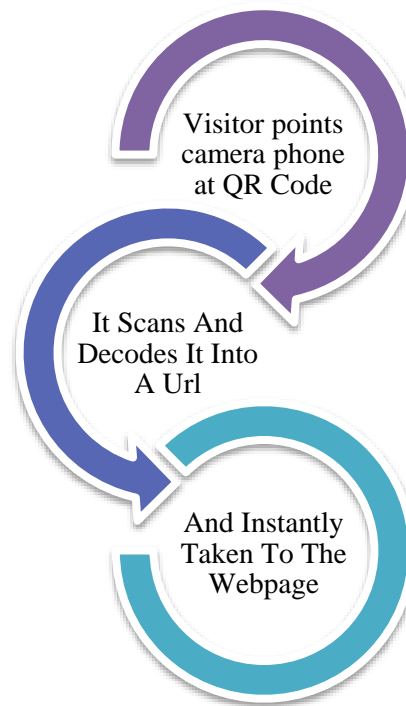 Visitor points
camera phone
at QR Code
It Scans And
Decodes It Into
A Url
And Instantly
Taken To The
Webpage